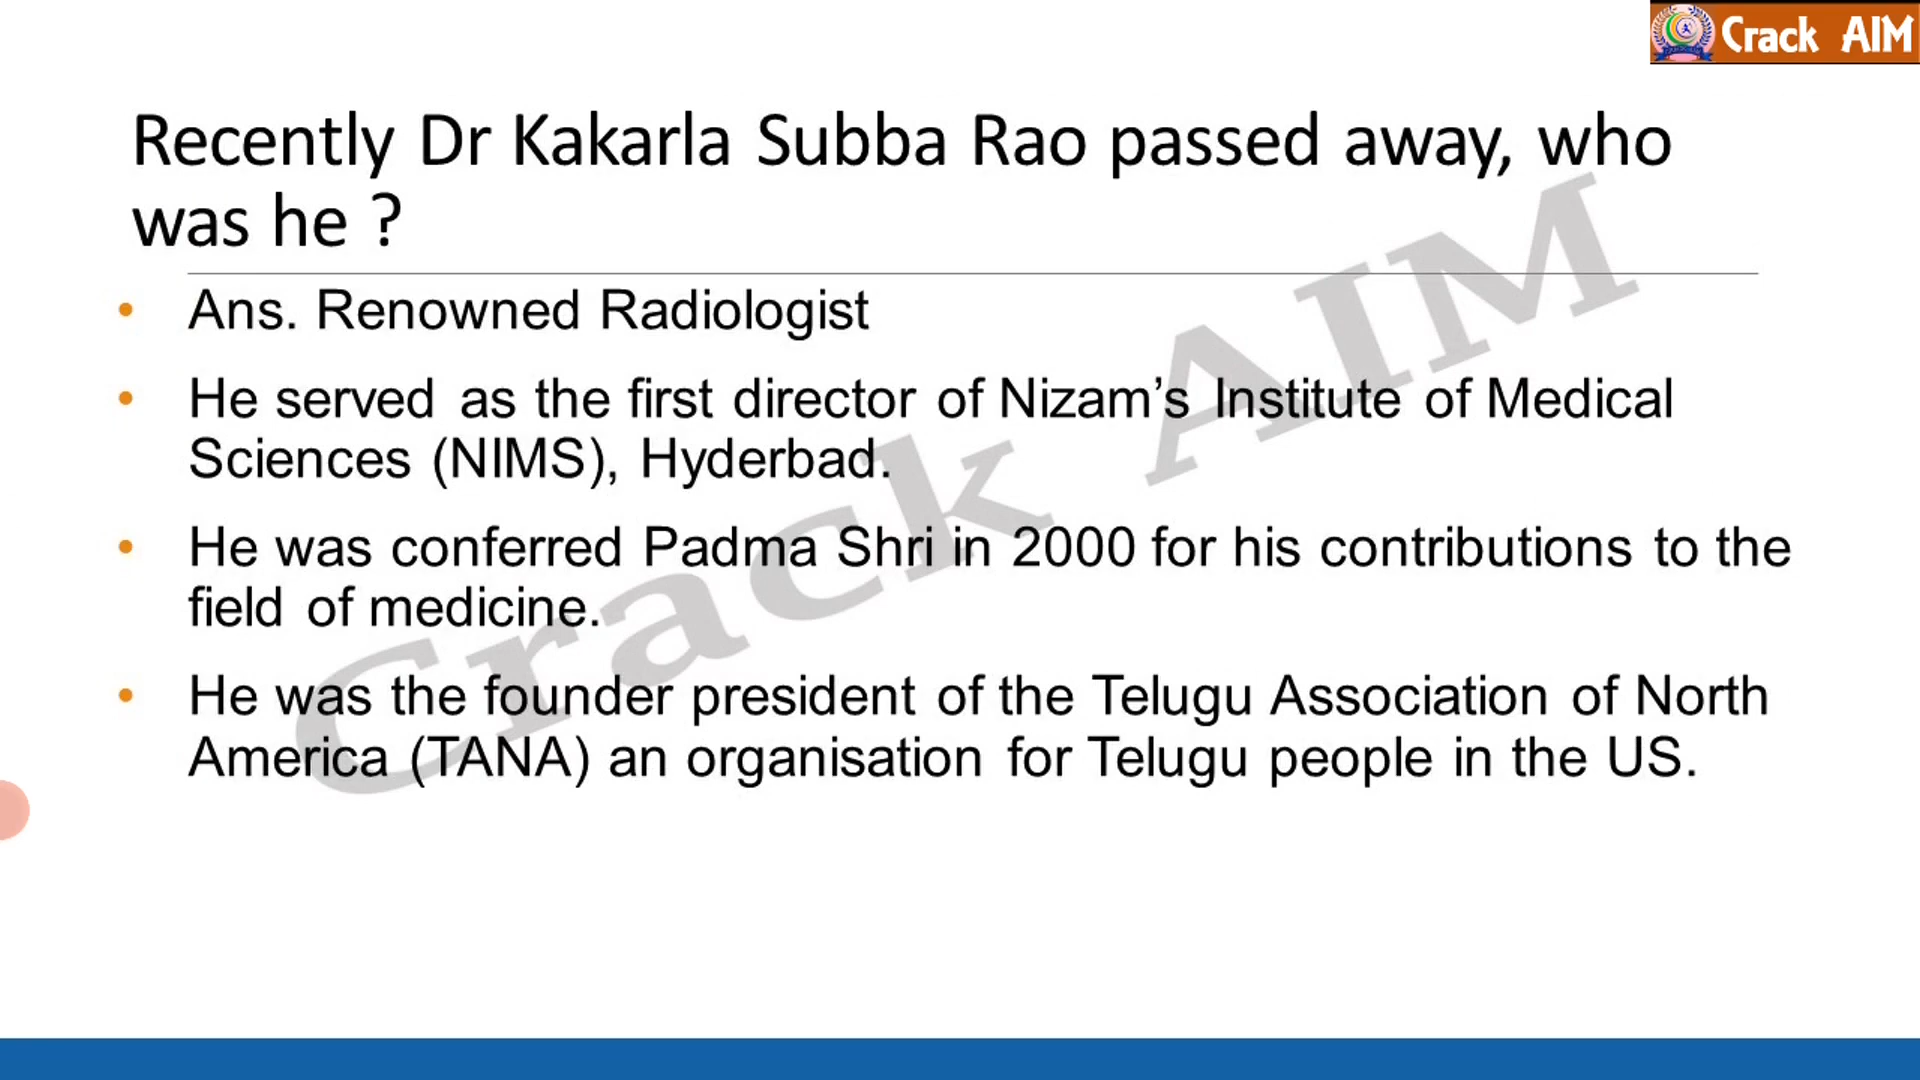 Crack AIM
Recently Dr Kakarla Subba Rao passed away, who
was he ?
• Ans. Renowned Radiologist
• He served as the first director of Nizam’s Institute of Medical
Sciences (NIMS), Hyderbad.
• He was conferred Padma Shri in 2000 for his contributions to the
field of medicine.
• He was the founder president of the Telugu Association of North
America (TANA) an organisation for Telugu people in the US.
Crack AIM